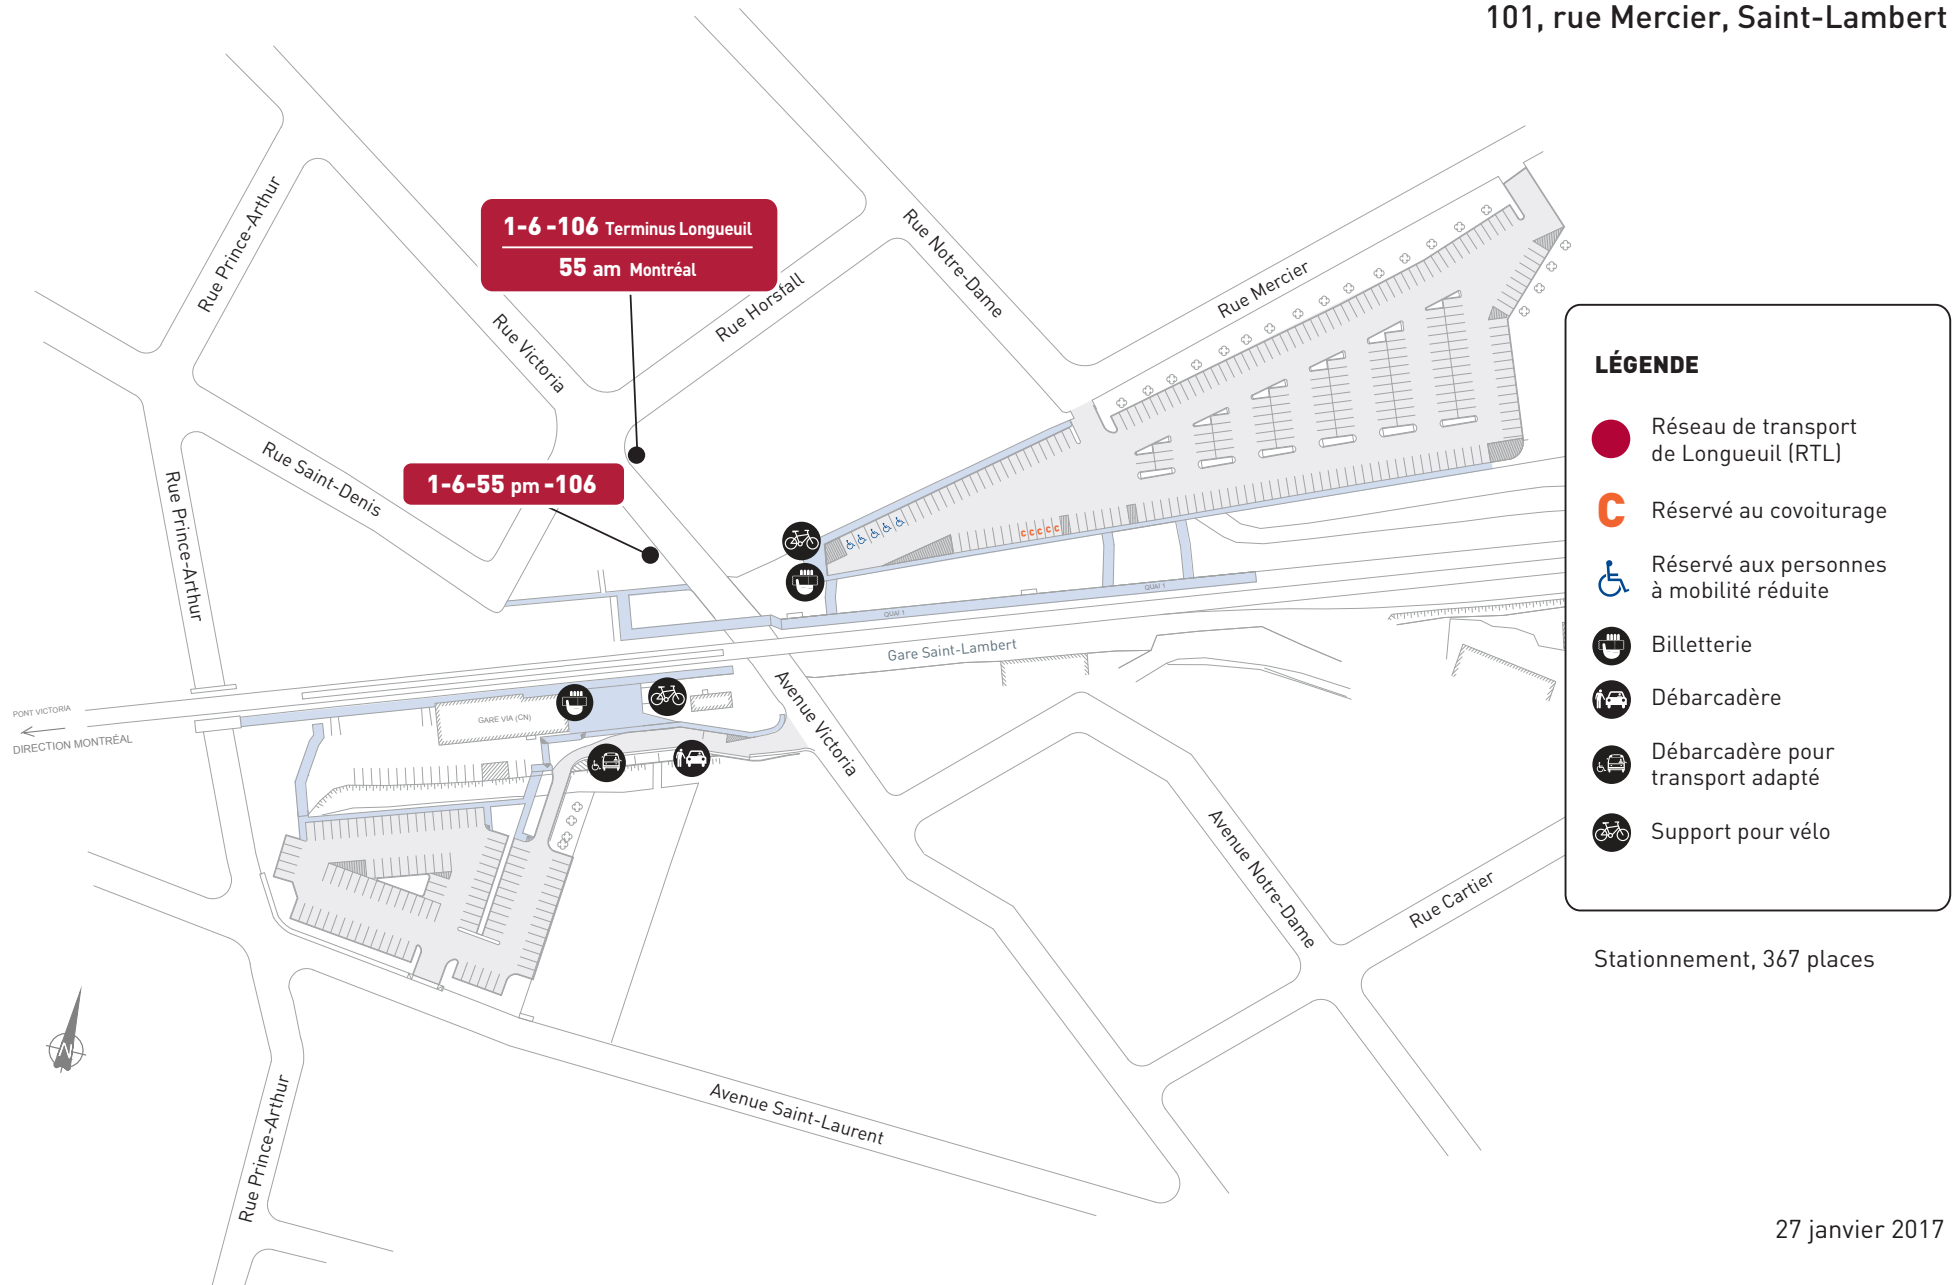 101, rue Mercier, Saint-Lambert
Rue Prince-Arthur
1-6 -106 Terminus Longueuil
55 am Montréal
Rue Notre-Dame
Rue Mercier
Rue Horsfall
Rue Victoria
Rue Saint-Denis
1-6-55 pm -106
Rue Prince-Arthur
C C C C C
QUAI 1
QUAI 1
Gare Saint-Lambert
PONT VICTORIA
DIRECTION MONTRÉAL
GARE VIA (CN)
Avenue Victoria
Avenue Notre-Dame
Rue Cartier
N
Avenue Saint-Laurent
Rue Prince-Arthur
LÉGENDE
Réseau de transport
de Longueuil (RTL)
C Réservé au covoiturage
Réservé aux personnes
à mobilité réduite
Billetterie
Débarcadère
Débarcadère pour
transport adapté
Support pour vélo
Stationnement, 367 places
27 janvier 2017